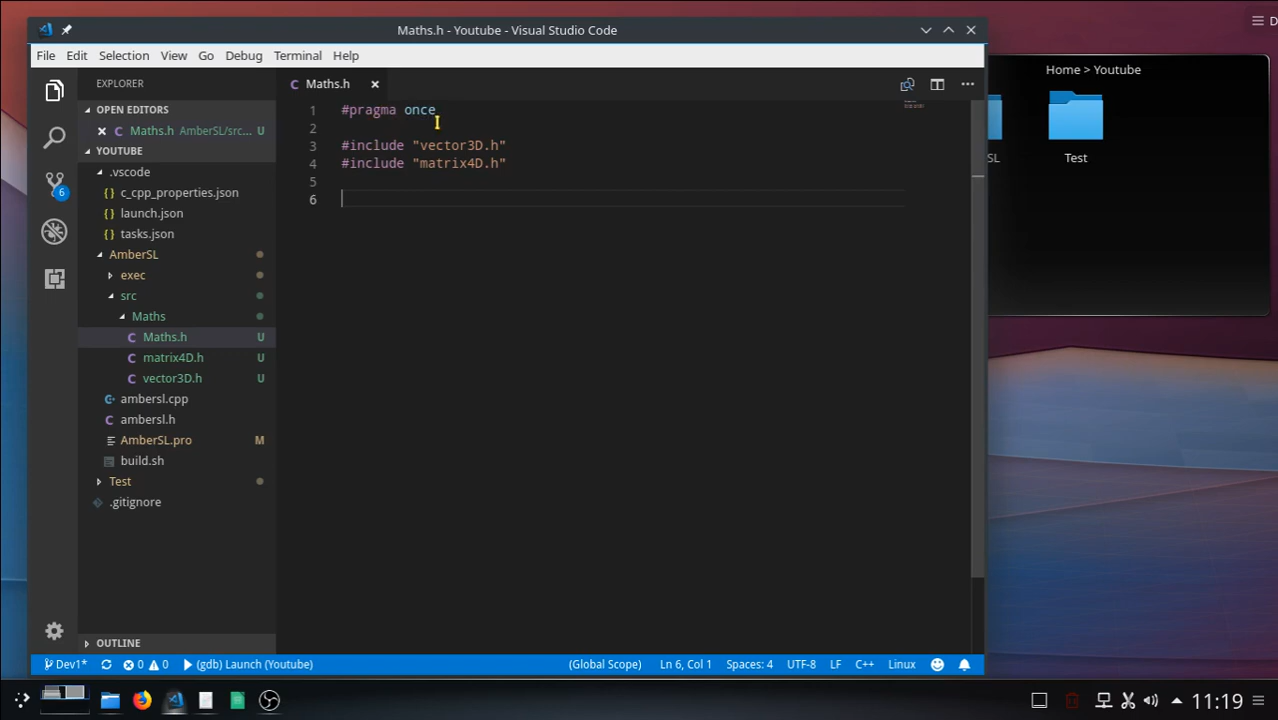 Maths.h - Youtube - Visual Studio Code
File Edit Selection View Go Debug Terminal Help
D
Home > Youtube
SL
Test
EXPLORER
OPEN EDITORS
Maths.h AmberSL/src... U
YOUTUBE
.vscode
c_cpp_properties.json
launch.json
tasks.json
AmberSL
exec
src
Maths
Maths.h U
matrix4D.h U
vector3D.h U
ambersl.cpp
ambersl.h
AmberSL.pro M
build.sh
Test
.gitignore
OUTLINE
6
Maths.h
1 #pragma once
2
3 #include "vector3D.h"
4 #include "matrix4D.h"
5
6
Dev1* 0 0 (gdb) Launch (Youtube) (Global Scope) Ln 6, Col 1 Spaces: 4 UTF-8 LF C++ Linux
11:19